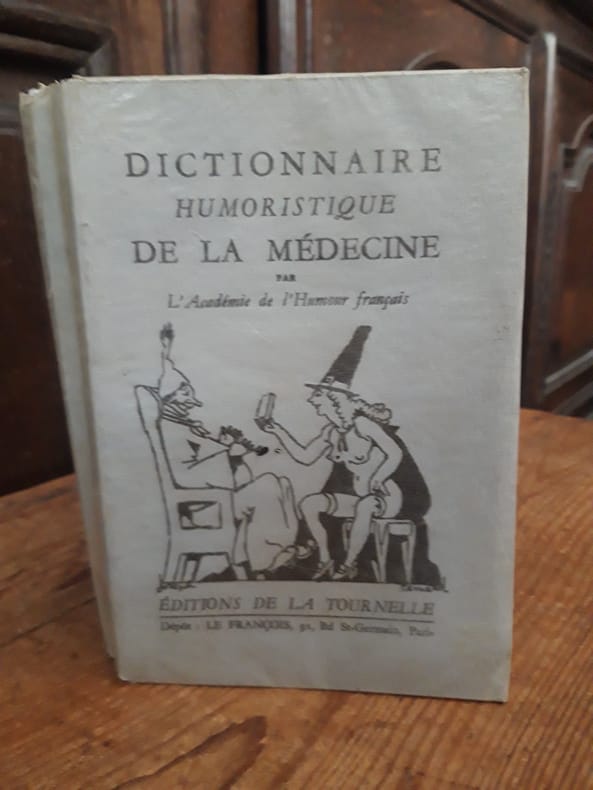 DICTIONNAIRE
HUMORISTIQUE
DE LA MÉDECINE
PAR
L'Académie de l'Humour français
ÉDITIONS DE LA TOURNELLE
Dépôt : LE FRANÇOIS, 91, Bd St-Germain, Paris